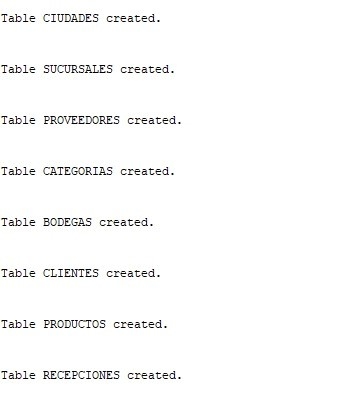 Table CIUDADES created.
Table SUCURSALES created.
Table PROVEEDORES created.
Table CATEGORIAS created.
Table BODEGAS created.
Table CLIENTES created.
Table PRODUCTOS created.
Table RECEPCIONES created.